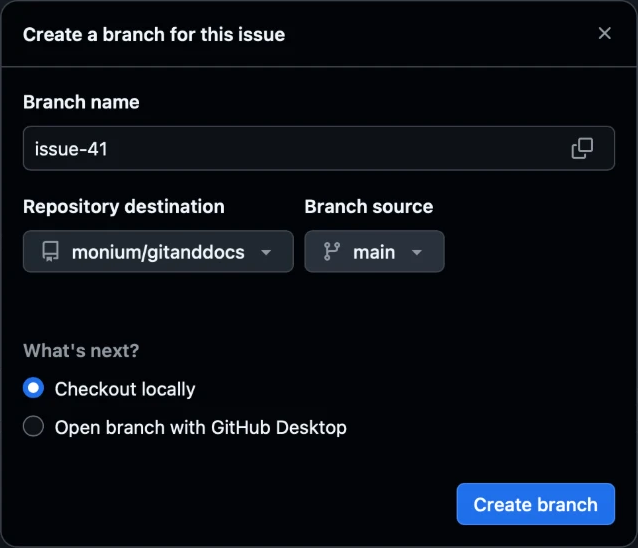 Create a branch for this issue
Branch name
issue-41
Repository destination
Branch source
monium/gitanddocs
main
What's next?
Checkout locally
Open branch with GitHub Desktop
Create branch